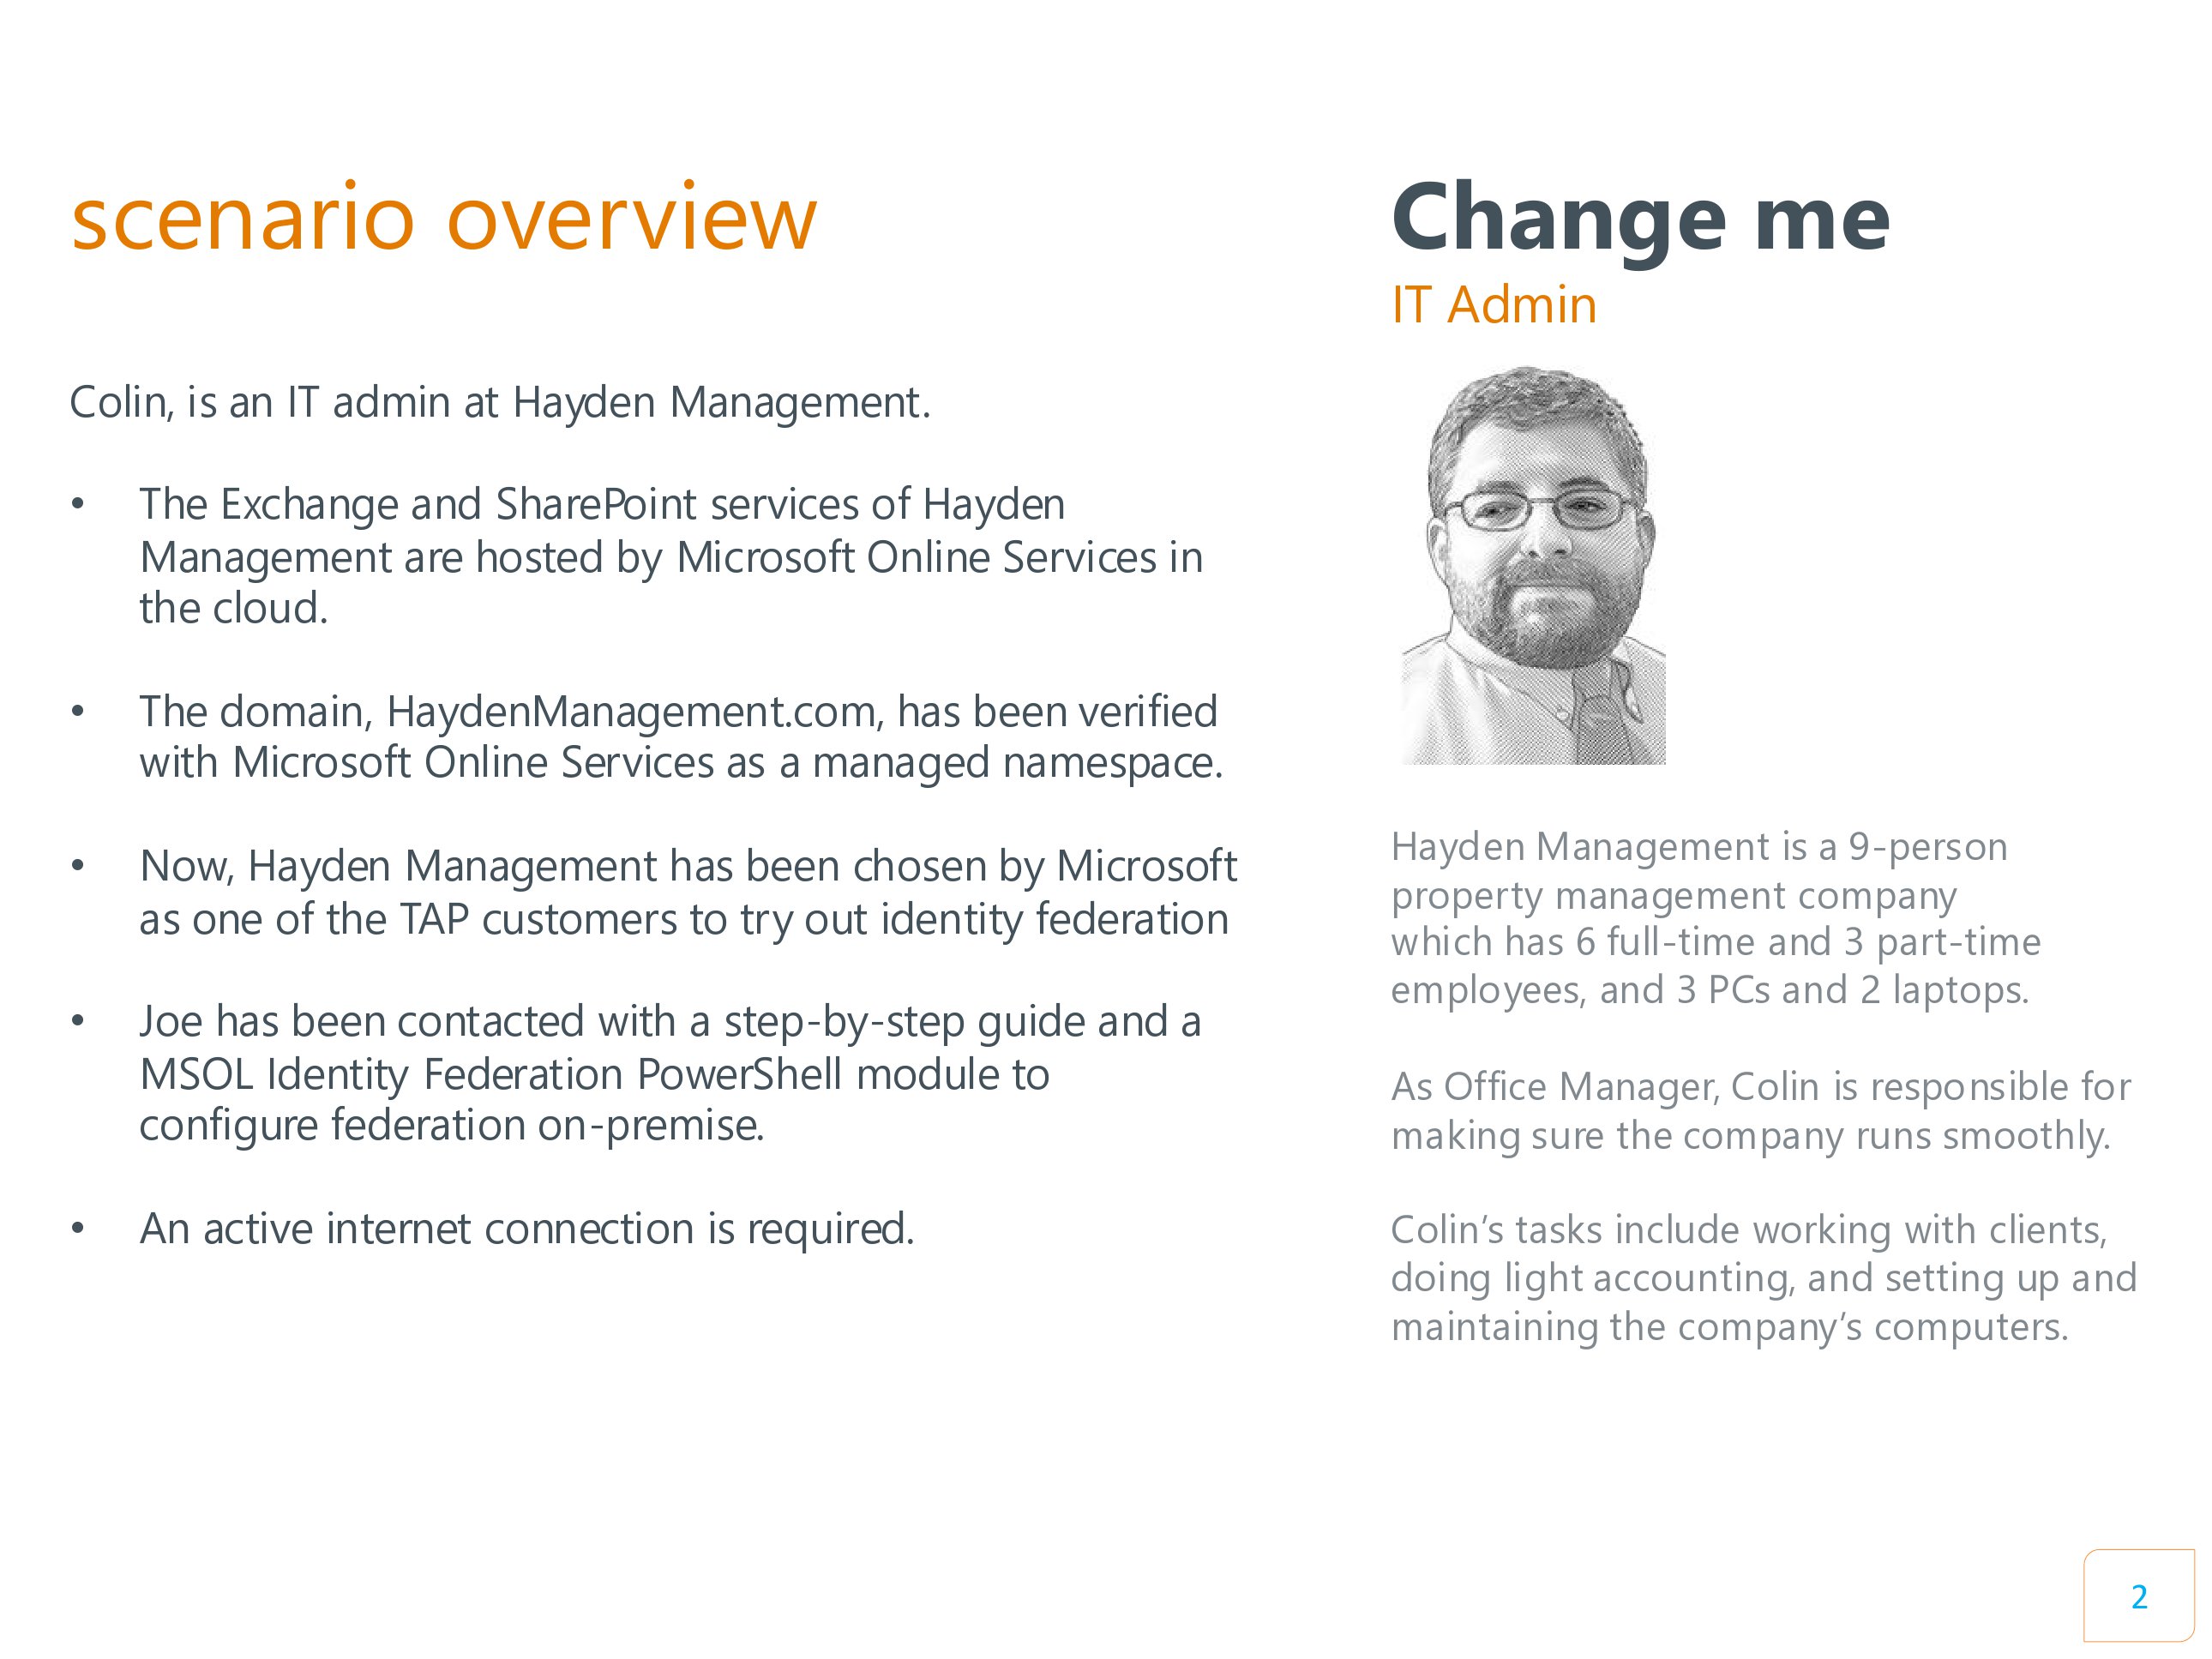 scenario overview
Colin, is an IT admin at Hayden Management.
• The Exchange and SharePoint services of Hayden
Management are hosted by Microsoft Online Services in
the cloud.
• The domain, HaydenManagement.com, has been verified
with Microsoft Online Services as a managed namespace.
• Now, Hayden Management has been chosen by Microsoft
as one of the TAP customers to try out identity federation
• Joe has been contacted with a step-by-step guide and a
MSOL Identity Federation PowerShell module to
configure federation on-premise.
• An active internet connection is required.
Change me
IT Admin
Hayden Management is a 9-person
property management company
which has 6 full-time and 3 part-time
employees, and 3 PCs and 2 laptops.
As Office Manager, Colin is responsible for
making sure the company runs smoothly.
Colin’s tasks include working with clients,
doing light accounting, and setting up and
maintaining the company’s computers.
2